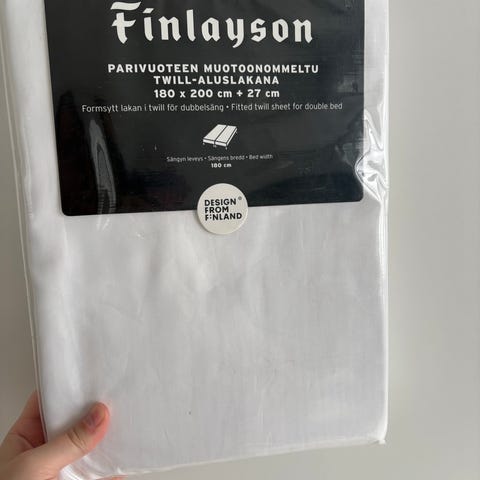 Finlayson
PARIVUOTEEN MUOTOONOMMELTU
TWILL-ALUSLAKANA
180 x 200 cm + 27 cm
Formsytt lakan i twill för dubbelsäng • Fitted twill sheet for double bed
Sängyn leveys • Sängens bredd • Bed width
180 cm
DESIGN ®
FROM
FINLAND